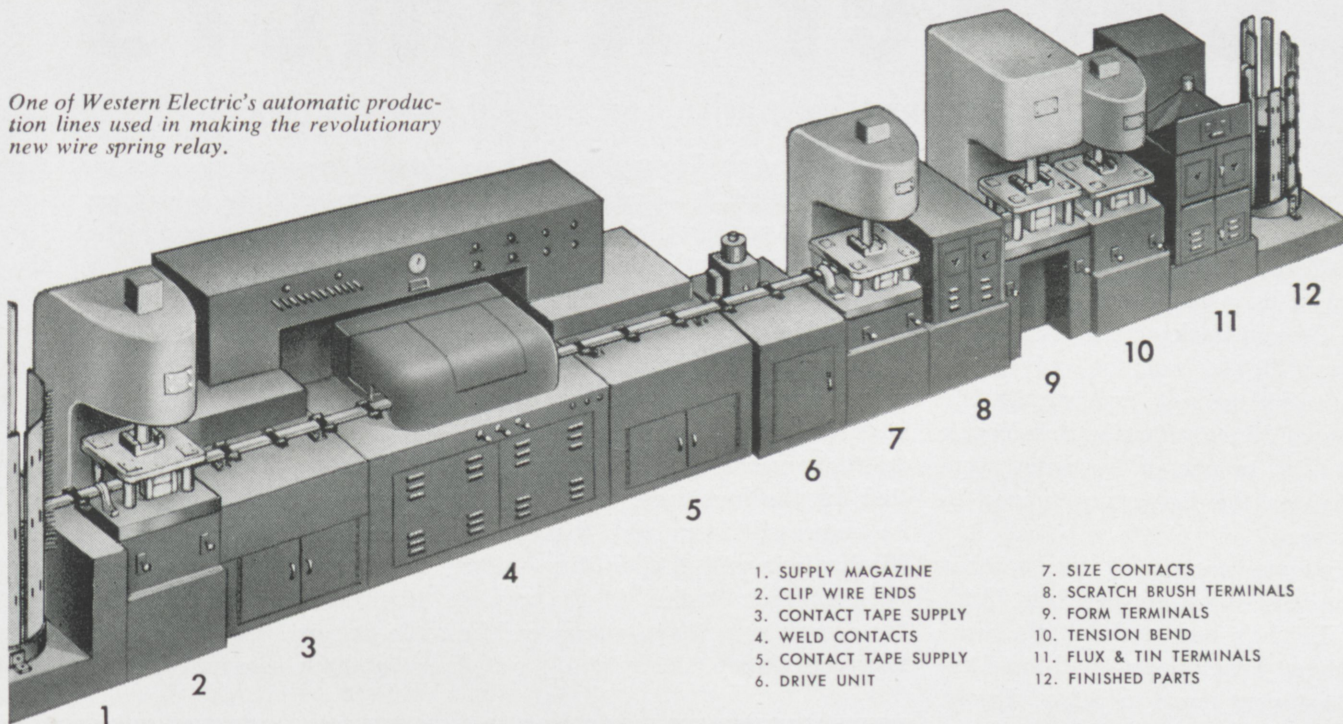 One of Western Electric's automatic produc-
tion lines used in making the revolutionary
new wire spring relay.
1
2
3
4
5
6
7
8
9
10
11
12
1. SUPPLY MAGAZINE
2. CLIP WIRE ENDS
3. CONTACT TAPE SUPPLY
4. WELD CONTACTS
5. CONTACT TAPE SUPPLY
6. DRIVE UNIT
7. SIZE CONTACTS
8. SCRATCH BRUSH TERMINALS
9. FORM TERMINALS
10. TENSION BEND
11. FLUX & TIN TERMINALS
12. FINISHED PARTS